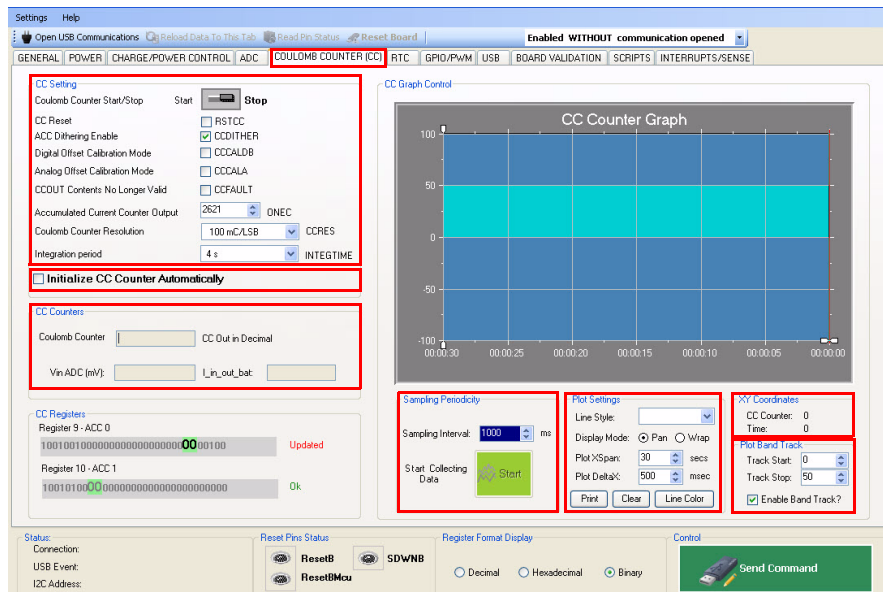 Settings Help
Open USB Communications Reload Data To This Tab Read Pin Status Reset Board Enabled WITHOUT communication opened
GENERAL POWER CHARGE/POWER CONTROL ADC COULOMB COUNTER (CC) RTC GPIO/PWM USB BOARD VALIDATION SCRIPTS INTERRUPTS/SENSE
CC Setting
Coulomb Counter Start/Stop Start Stop
CC Reset RSTCC
ACC Dithering Enable CCDITHER
Digital Offset Calibration Mode CCCALDB
Analog Offset Calibration Mode CCCALA
CCOUT Contents No Longer Valid CCFAULT
Accumulated Current Counter Output 2621 ONEC
Coulomb Counter Resolution 100 mC/LSB CCRES
Integration period 4 s INTEGTIME
Initialize CC Counter Automatically
CC Counters
Coulomb Counter CC Out in Decimal
Vin ADC (mV): I_in_out_bat:
CC Registers
Register 9 - ACC 0
Updated
Register 10 - ACC 1
Ok
CC Graph Control
CC Counter Graph
100
50
0
-50
-100
00:00:30 00:00:25 00:00:20 00:00:15 00:00:10 00:00:05 00:00:00
Sampling Periodicity
Sampling Interval: 1000 ms
Start Collecting
Data
Start
Plot Settings
Line Style:
Display Mode: Pan Wrap
Plot XSpan: 30 secs
Plot DeltaX: 500 msec
Print Clear Line Color
XY Coordinates
CC Counter: 0
Time: 0
Plot Band Track
Track Start: 0
Track Stop: 50
Enable Band Track?
Status:
Connection:
USB Event:
I2C Address:
Reset Pins Status
ResetB SDWNB
ResetBMcu
Register Format Display
Decimal Hexadecimal Binary
Control
Send Command